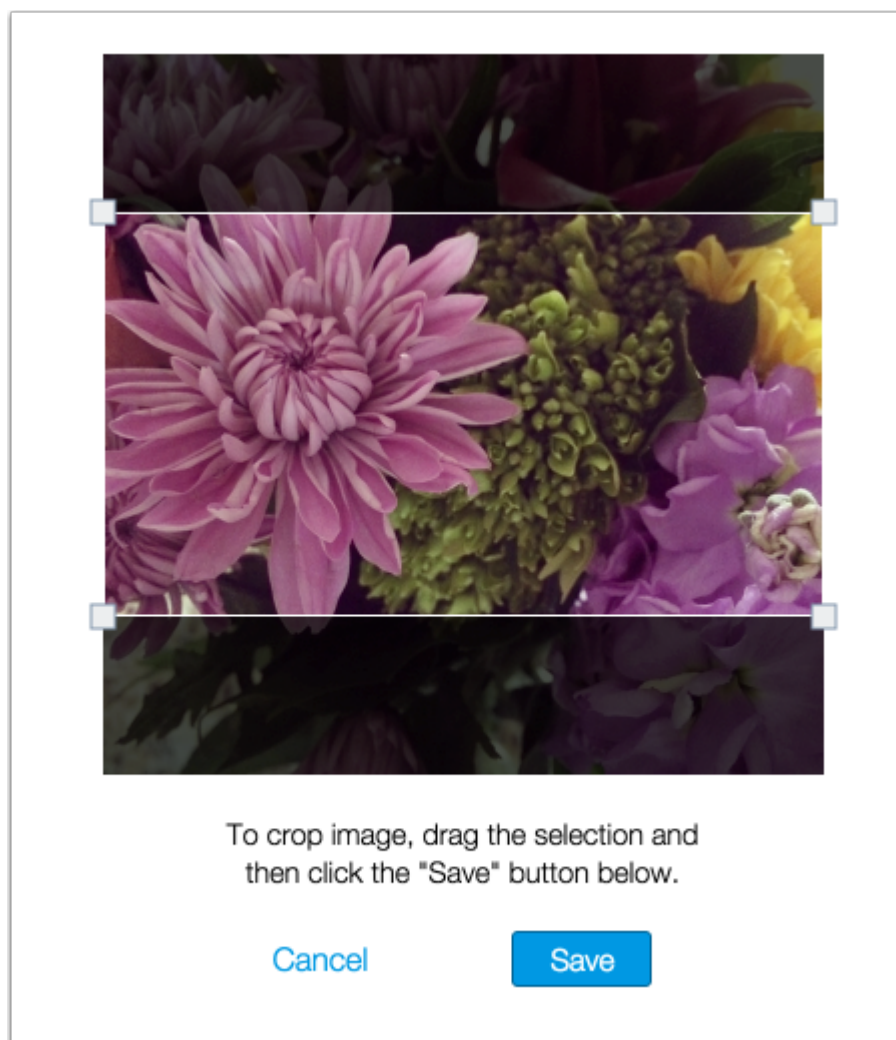 To crop image, drag the selection and
then click the "Save" button below.
Cancel
Save